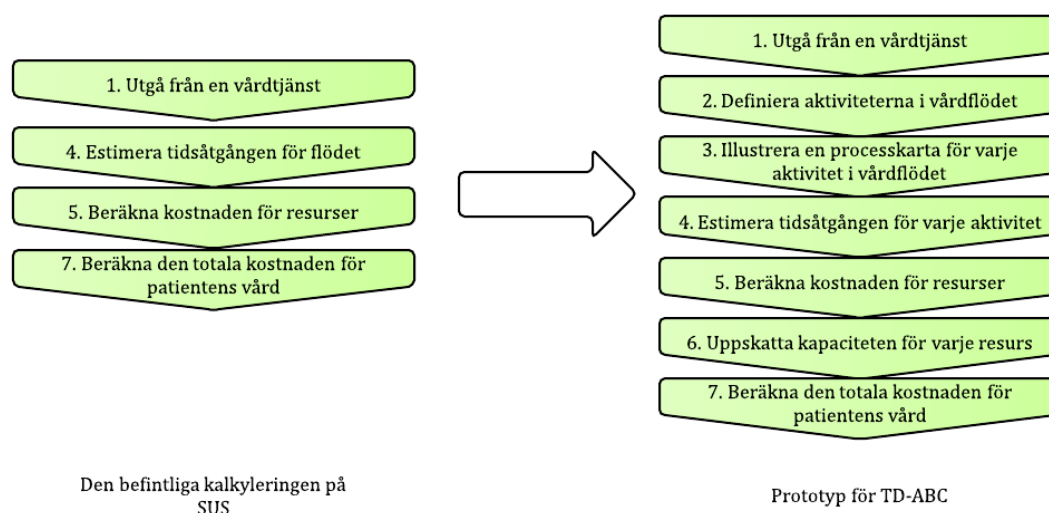 1. Utgå från en vårdtjänst
4. Estimera tidsåtgången för flödet
5. Beräkna kostnaden för resurser
7. Beräkna den totala kostnaden för
patientens vård
Den befintliga kalkyleringen på
SUS
1. Utgå från en vårdtjänst
2. Definiera aktiviteterna i vårdflödet
3. Illustrera en processkarta för varje
aktivitet i vårdflödet
4. Estimera tidsåtgången för varje aktivitet
5. Beräkna kostnaden för resurser
6. Uppskatta kapaciteten för varje resurs
7. Beräkna den totala kostnaden för
patientens vård
Prototyp för TD-ABC